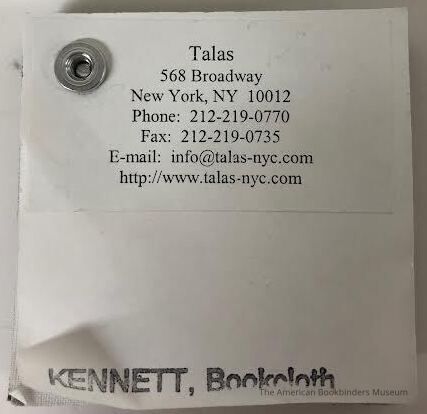 Talas
568 Broadway
New York, NY 10012
Phone: 212-219-0770
Fax: 212-219-0735
E-mail: info@talas-nyc.com
http://www.talas-nyc.com
KENNETT, Bookcloth
The American Bookbinders Museum